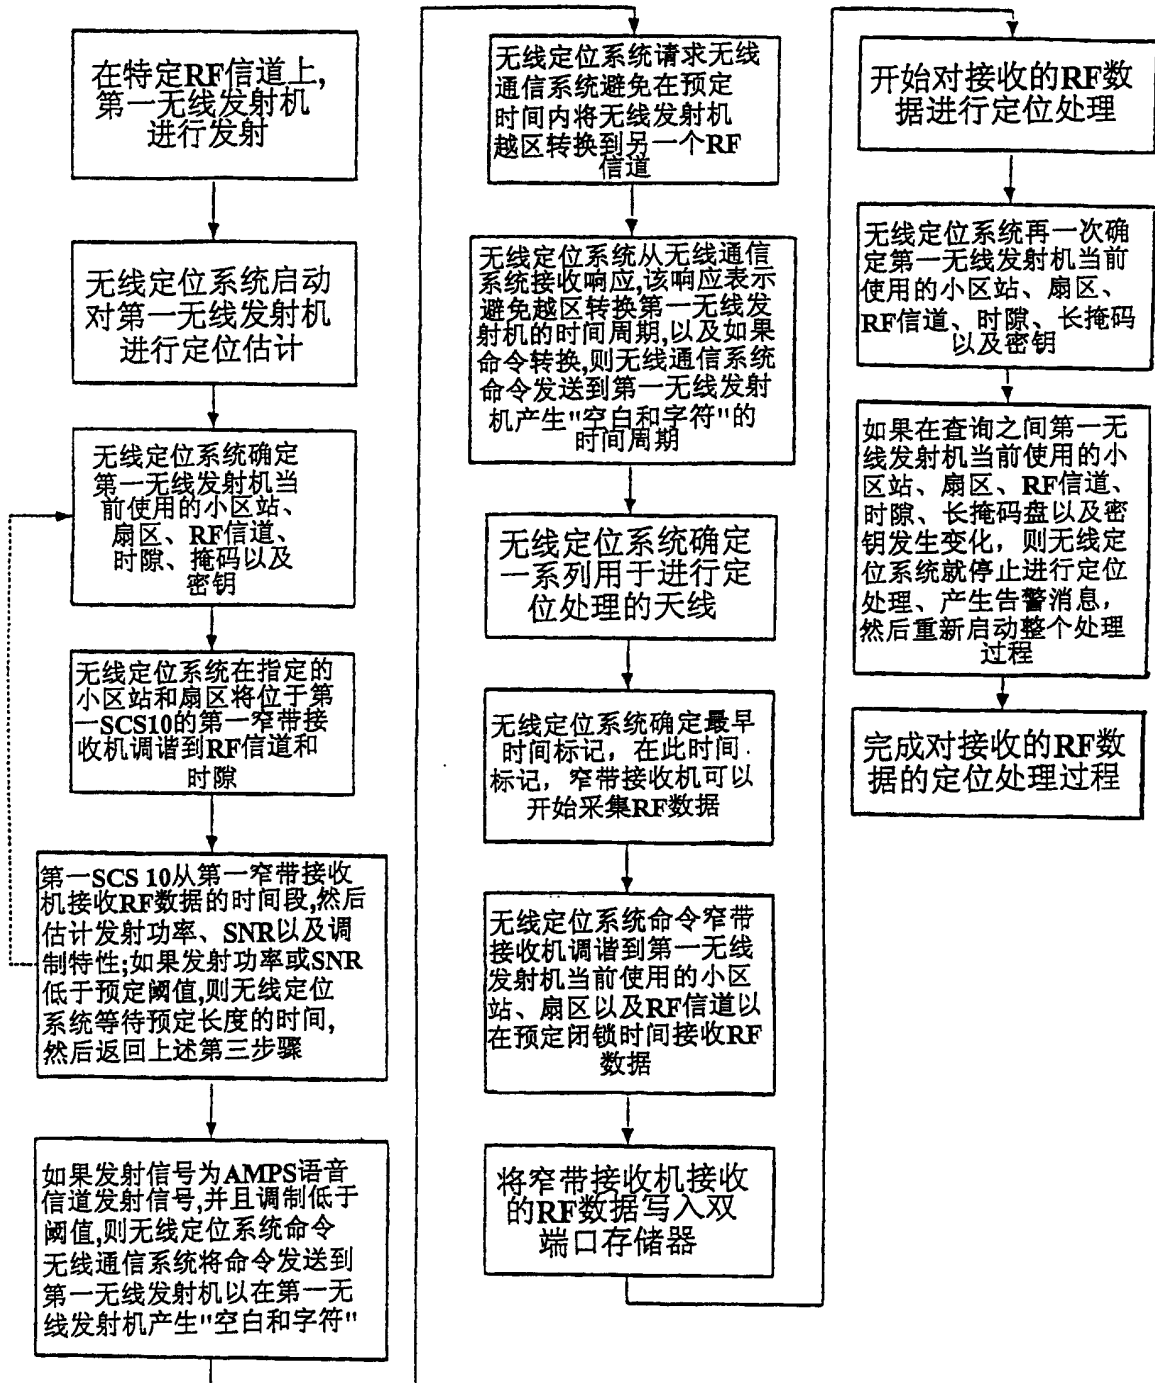 在特定RF信道上,
第一无线发射机
进行发射
无线定位系统启动
对第一无线发射机
进行定位估计
无线定位系统确定
第一无线发射机当
前使用的小区站、
扇区、RF信道、
时隙、掩码以及
密钥
无线定位系统在指定的
小区站和扇区将位于第
一SCS10的第一窄带接
收机调谐到RF信道和
时隙
第一SCS 10从第一窄带接收
机接收RF数据的时间段,然后
估计发射功率、SNR以及调
制特性;如果发射功率或SNR
低于预定阈值,则无线定位
系统等待预定长度的时间,
然后返回上述第三步骤
如果发射信号为AMPS语音
信道发射信号,并且调制低于
阈值,则无线定位系统命令
无线通信系统将命令发送到
第一无线发射机以在第一无
线发射机产生"空白和字符"
无线定位系统请求无线
通信系统避免在预定
时间内将无线发射机
越区转换到另一个RF
信道
无线定位系统从无线通信
系统接收响应,该响应表示
避免越区转换第一无线发
射机的时间周期,以及如果
命令转换,则无线通信系统
命令发送到第一无线发射
机产生"空白和字符"的
时间周期
无线定位系统确定
一系列用于进行定
位处理的天线
无线定位系统确定最早
时间标记，在此时间
标记，窄带接收机可以
开始采集RF数据
无线定位系统命令窄带
接收机调谐到第一无线
发射机当前使用的小区
站、扇区以及RF信道以
在预定闭锁时间接收RF
数据
将窄带接收机接收
的RF数据写入双
端口存储器
开始对接收的RF数
据进行定位处理
无线定位系统再一次确
定第一无线发射机当前
使用的小区站、扇区、
RF信道、时隙、长掩码
以及密钥
如果在查询之间第一无
线发射机当前使用的小
区站、扇区、RF信道、
时隙、长掩码盘以及密
钥发生变化，则无线定
位系统就停止进行定位
处理、产生告警消息，
然后重新启动整个处理
过程
完成对接收的RF数
据的定位处理过程